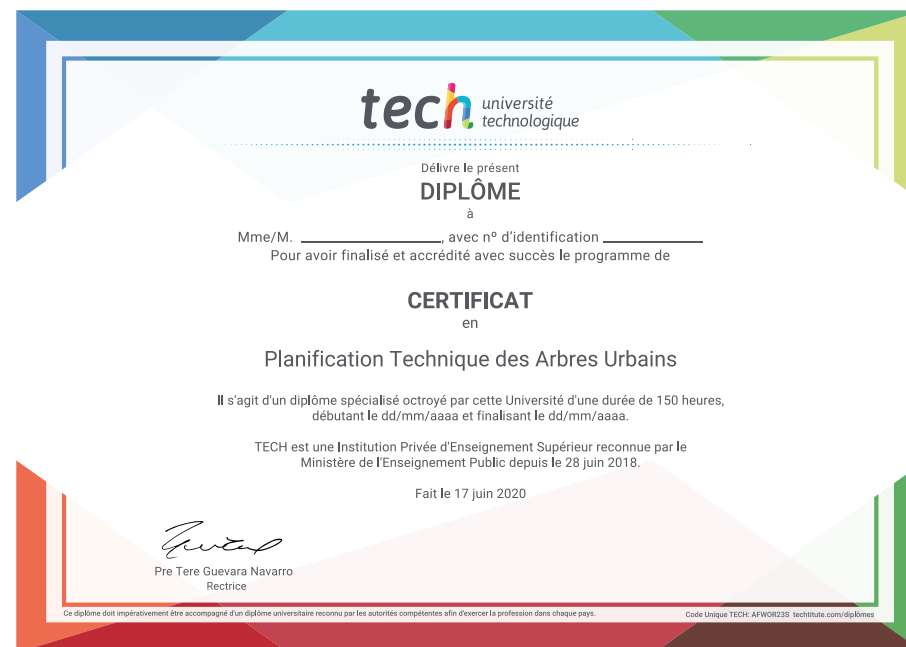 tech université
technologique
Délivre le présent
DIPLÔME
à
Mme/M. ____________________, avec nº d'identification ______________
Pour avoir finalisé et accrédité avec succès le programme de
CERTIFICAT
en
Planification Technique des Arbres Urbains
Il s'agit d'un diplôme spécialisé octroyé par cette Université d'une durée de 150 heures,
débutant le dd/mm/aaaa et finalisant le dd/mm/aaaa.
TECH est une Institution Privée d'Enseignement Supérieur reconnue par le
Ministère de l'Enseignement Public depuis le 28 juin 2018.
Fait le 17 juin 2020
Pre Tere Guevara Navarro
Rectrice
Ce diplôme doit impérativement être accompagné d'un diplôme universitaire reconnu par les autorités compétentes afin d'exercer la profession dans chaque pays.
Code Unique TECH: AFWOR23S techtitute.com/diplômes